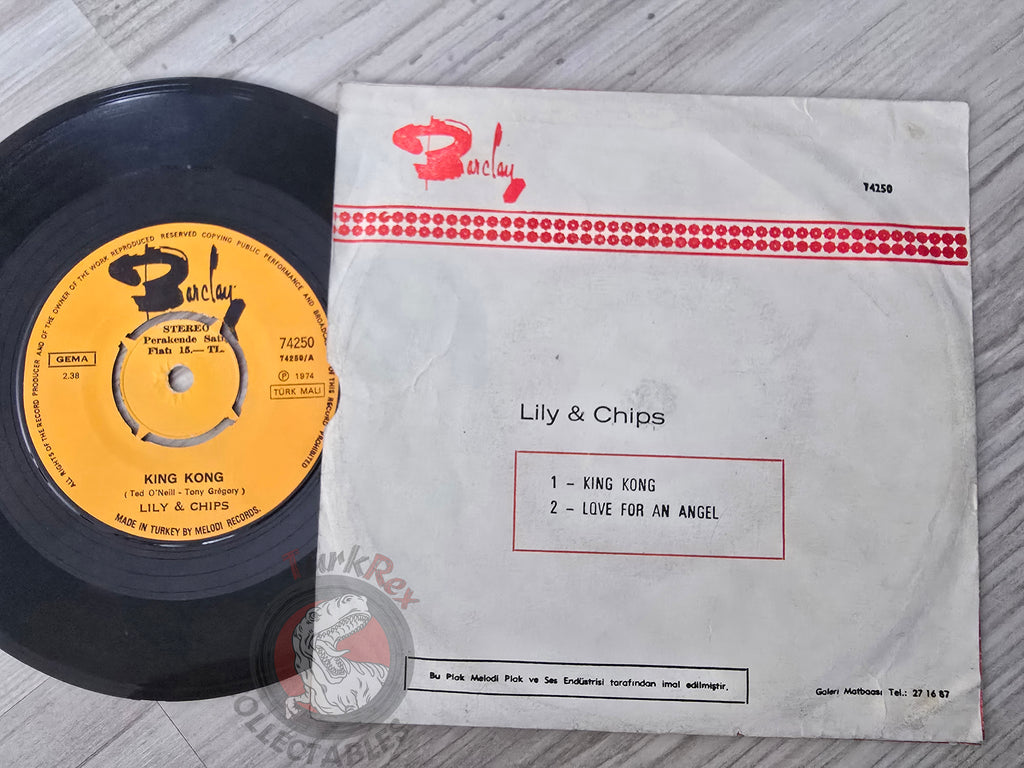 Barclay
STEREO
Perakende Satı
Fiatı 15.— TL.
GEMA
2.38
74250
74250/A
Ⓟ 1974
TÜRK MALI
KING KONG
(Ted O'Neill - Tony Grégory)
LILY & CHIPS
MADE IN TURKEY BY MELODI RECORDS.
ALL RIGHTS OF THE RECORD PRODUCER AND OF THE OWNER OF THE WORK REPRODUCED RESERVED COPYING PUBLIC PERFORMANCE AND BROADCA OF THIS RECORD PROHIBITED
Barclay
74250
Lily & Chips
1 – KING KONG
2 – LOVE FOR AN ANGEL
Bu Plak Melodi Plak ve Ses Endüstrisi tarafından imal edilmiştir.
Galeri Matbaası Tel.: 27 16 87
TurkRex
OLLECTABLES